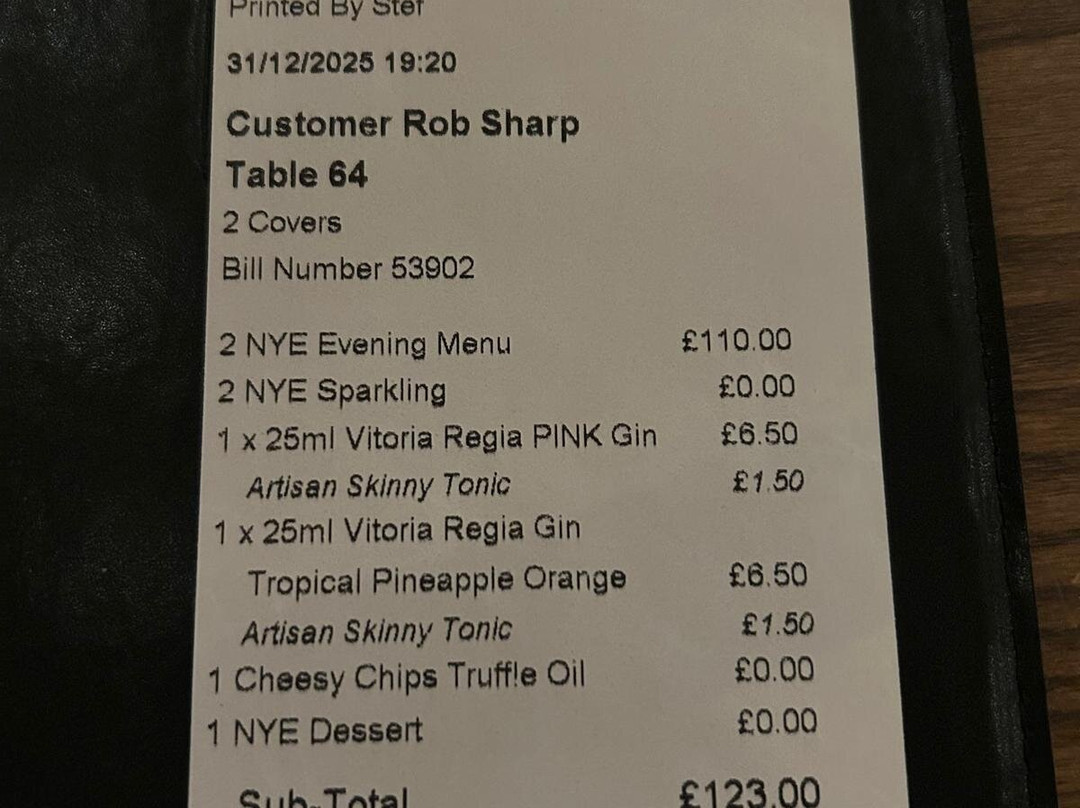 Printed By Stef
31/12/2025 19:20
Customer Rob Sharp
Table 64
2 Covers
Bill Number 53902
2 NYE Evening Menu £110.00
2 NYE Sparkling £0.00
1 x 25ml Vitoria Regia PINK Gin £6.50
Artisan Skinny Tonic £1.50
1 x 25ml Vitoria Regia Gin
Tropical Pineapple Orange £6.50
Artisan Skinny Tonic £1.50
1 Cheesy Chips Truffle Oil £0.00
1 NYE Dessert £0.00
Sub-Total £123.00